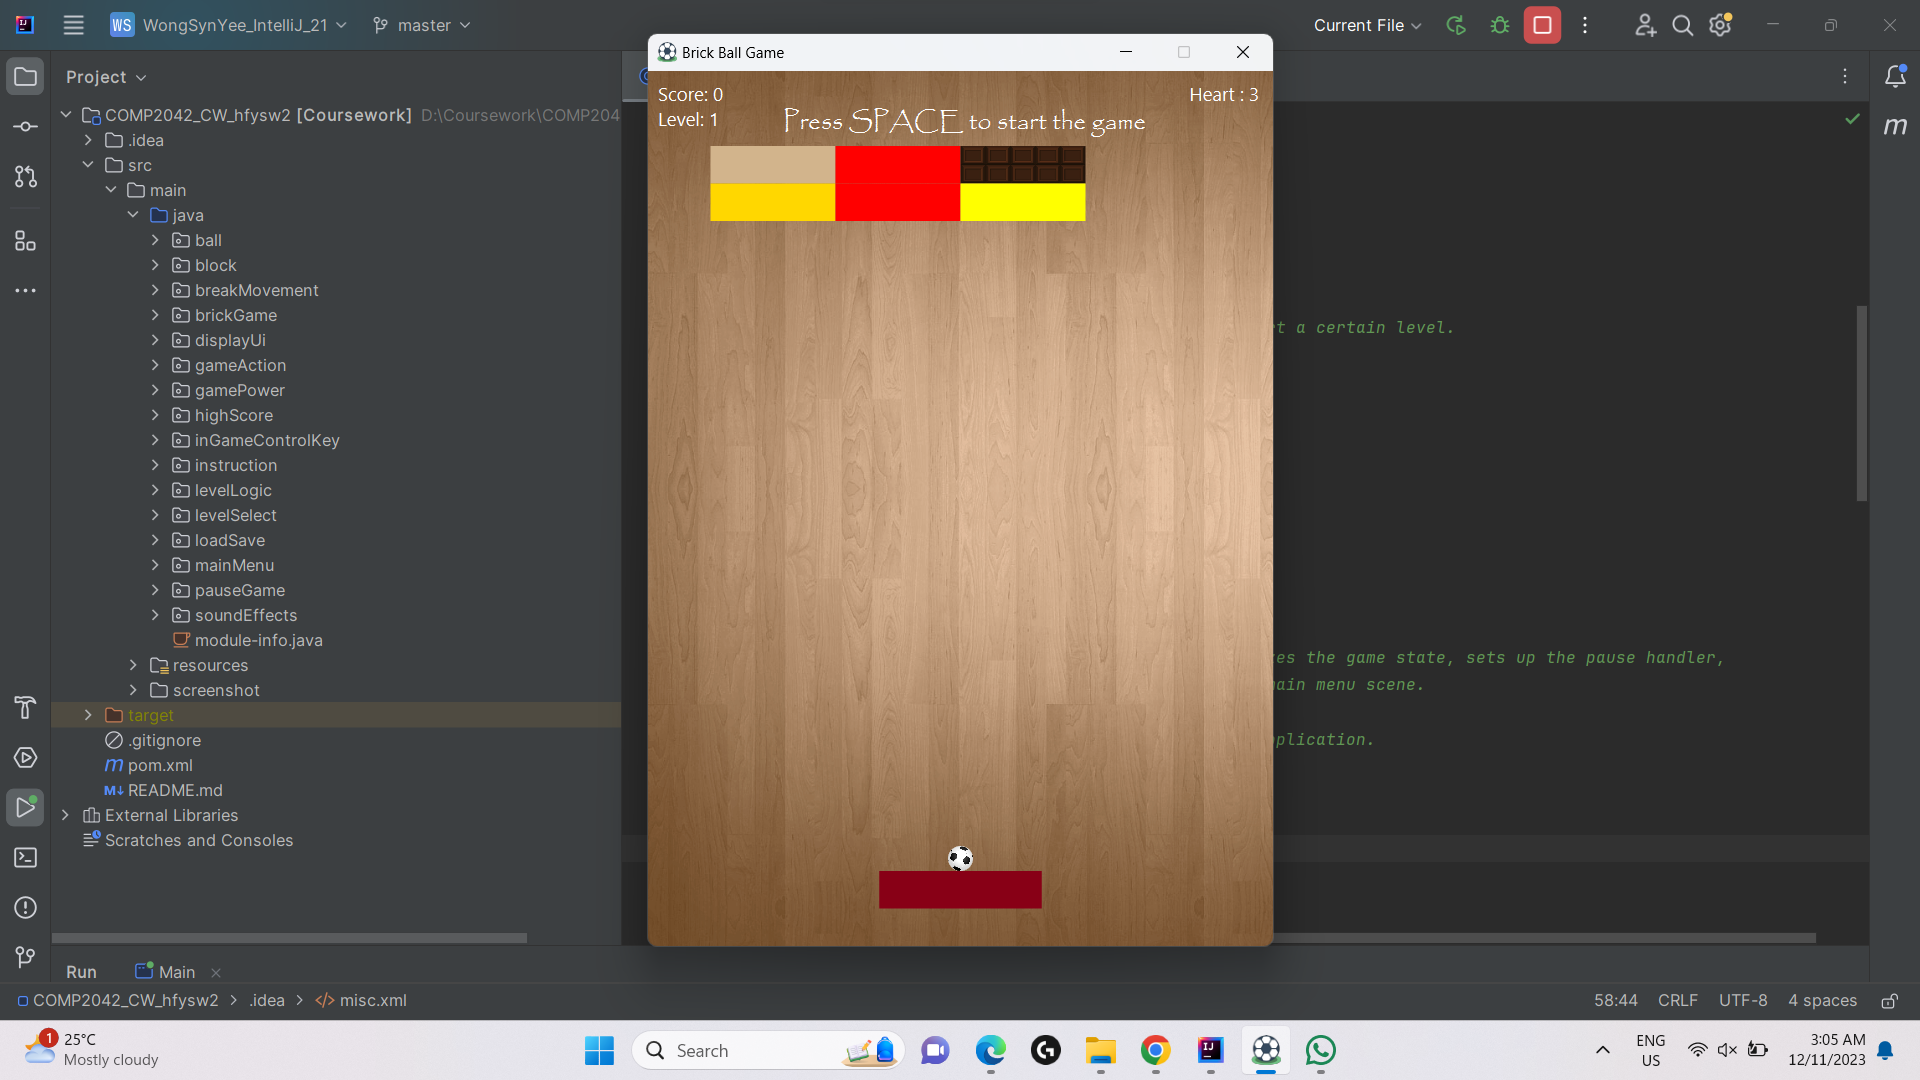 WS WongSynYee_IntelliJ_21 master Current File
Project
COMP2042_CW_hfysw2 [Coursework] D:\Coursework\COMP204
.idea
src
main
java
ball
block
breakMovement
brickGame
displayUi
gameAction
gamePower
highScore
inGameControlKey
instruction
levelLogic
levelSelect
loadSave
mainMenu
pauseGame
soundEffects
module-info.java
resources
screenshot
target
.gitignore
m pom.xml
M↓ README.md
External Libraries
Scratches and Consoles
Brick Ball Game
Score: 0 Heart : 3
Level: 1 Press SPACE to start the game
m
t a certain level.
es the game state, sets up the pause handler,
ain menu scene.
plication.
Run Main
COMP2042_CW_hfysw2 > .idea > misc.xml 58:44 CRLF UTF-8 4 spaces
1 25°C
Mostly cloudy
Search
ENG
US
3:05 AM
12/11/2023